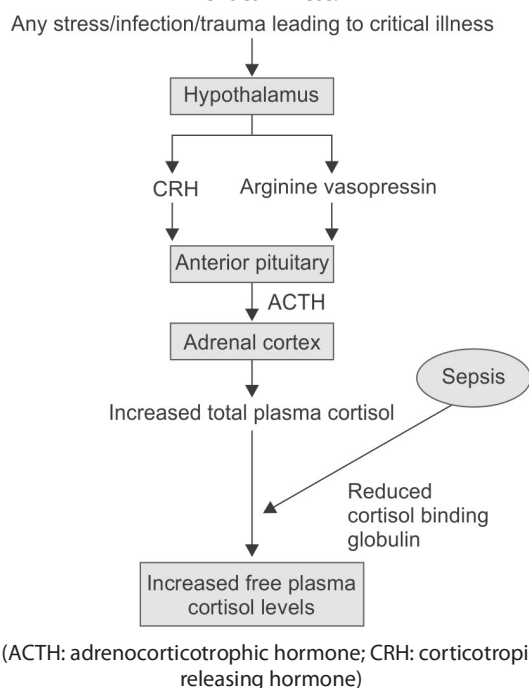 Any stress/infection/trauma leading to critical illness
Hypothalamus
CRH
Arginine vasopressin
Anterior pituitary
ACTH
Adrenal cortex
Sepsis
Increased total plasma cortisol
Reduced
cortisol binding
globulin
Increased free plasma
cortisol levels
(ACTH: adrenocorticotrophic hormone; CRH: corticotropi
releasing hormone)